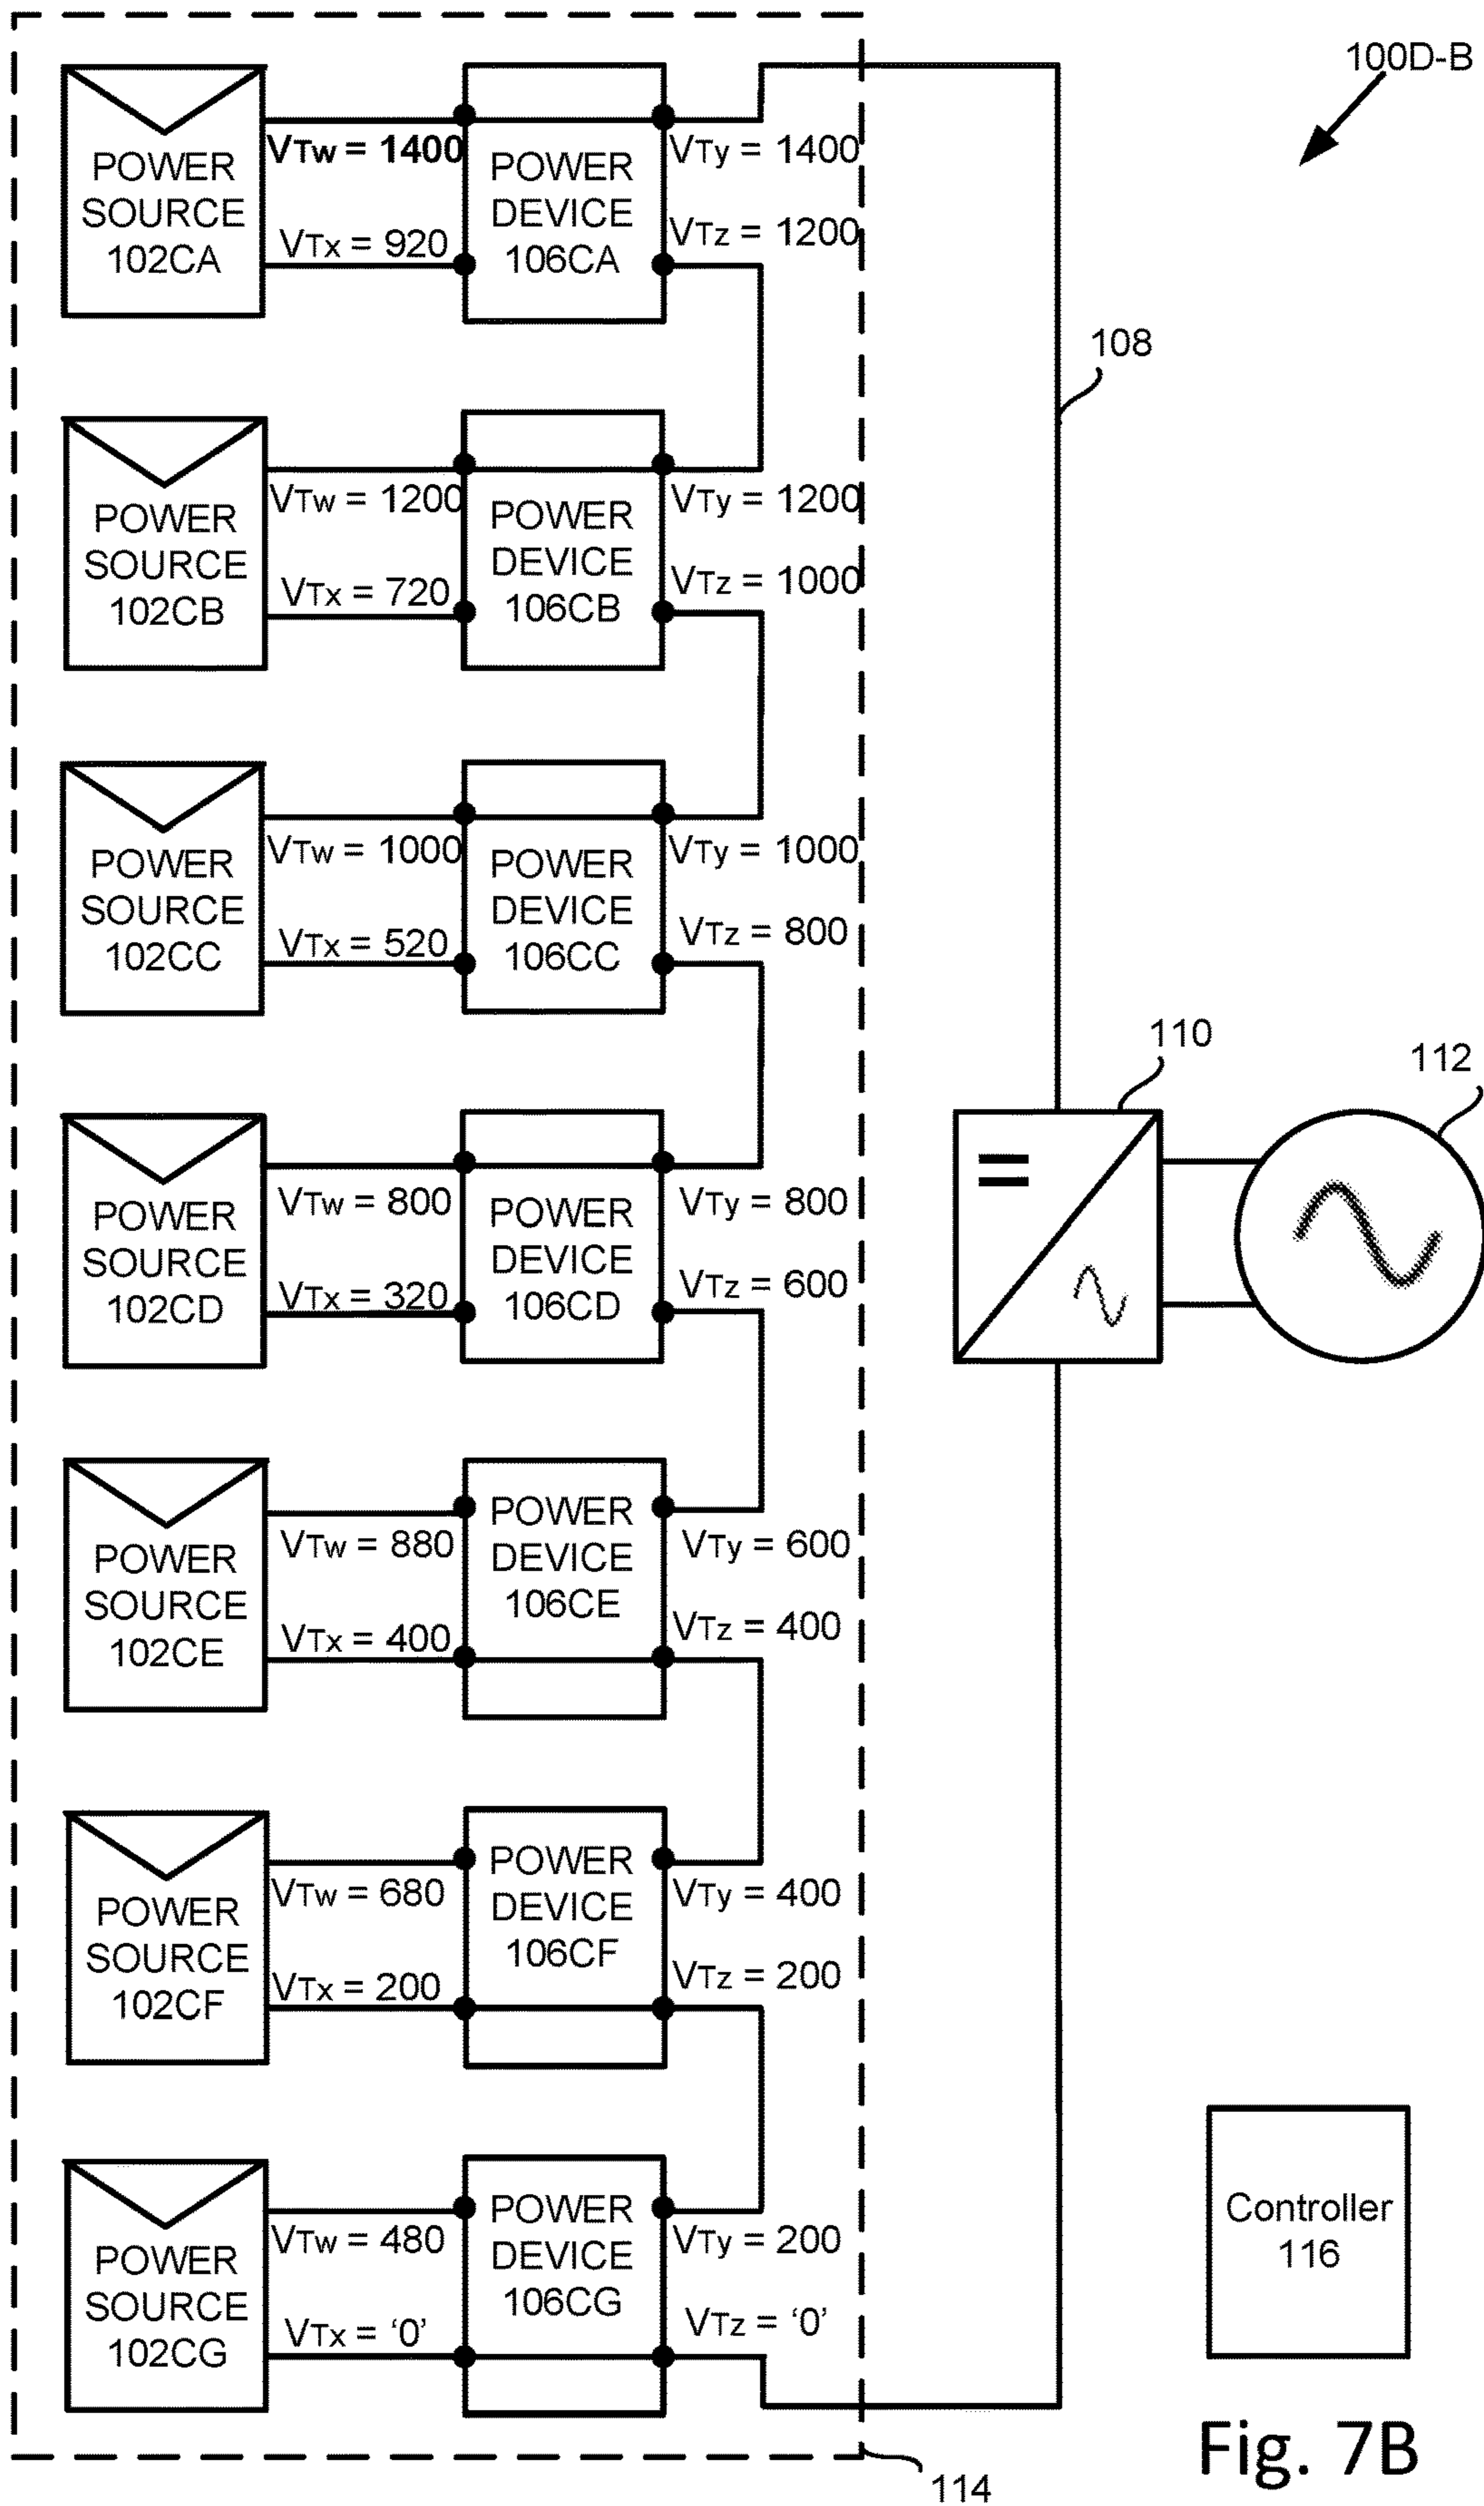 100D-B
POWER
SOURCE
102CA
VTw = 1400
VTx = 920
POWER
DEVICE
106CA
VTy = 1400
VTz = 1200
108
POWER
SOURCE
102CB
VTw = 1200
VTx = 720
POWER
DEVICE
106CB
VTy = 1200
VTz = 1000
POWER
SOURCE
102CC
VTw = 1000
VTx = 520
POWER
DEVICE
106CC
VTy = 1000
VTz = 800
110
112
POWER
SOURCE
102CD
VTw = 800
VTx = 320
POWER
DEVICE
106CD
VTy = 800
VTz = 600
POWER
SOURCE
102CE
VTw = 880
VTx = 400
POWER
DEVICE
106CE
VTy = 600
VTz = 400
POWER
SOURCE
102CF
VTw = 680
VTx = 200
POWER
DEVICE
106CF
VTy = 400
VTz = 200
POWER
SOURCE
102CG
VTw = 480
VTx = ‘0’
POWER
DEVICE
106CG
VTy = 200
VTz = ‘0’
Controller
116
114
Fig. 7B